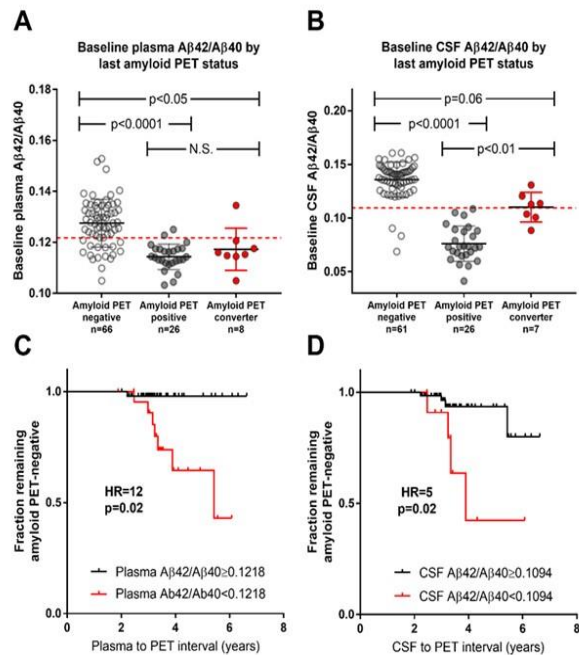 A
Baseline plasma Aβ42/Aβ40 by
last amyloid PET status
p<0.05
p<0.0001
N.S.
Baseline plasma Aβ42/Aβ40
0.18
0.16
0.14
0.12
0.10
Amyloid PET
negative
n=66
Amyloid PET
positive
n=26
Amyloid PET
converter
n=8
B
Baseline CSF Aβ42/Aβ40 by
last amyloid PET status
p=0.06
p<0.0001
p<0.01
Baseline CSF Aβ42/Aβ40
0.20
0.15
0.10
0.05
Amyloid PET
negative
n=61
Amyloid PET
positive
n=26
Amyloid PET
converter
n=7
C
Fraction remaining
amyloid PET-negative
1.0
0.5
1.0
HR=12
p=0.02
Plasma Aβ42/Aβ40≥0.1218
Plasma Ab42/Ab40<0.1218
0 2 4 6 8
Plasma to PET interval (years)
D
Fraction remaining
amyloid PET-negative
1.0
0.5
1.0
HR=5
p=0.02
CSF Aβ42/Aβ40≥0.1094
CSF Aβ42/Aβ40<0.1094
0 2 4 6 8
CSF to PET interval (years)